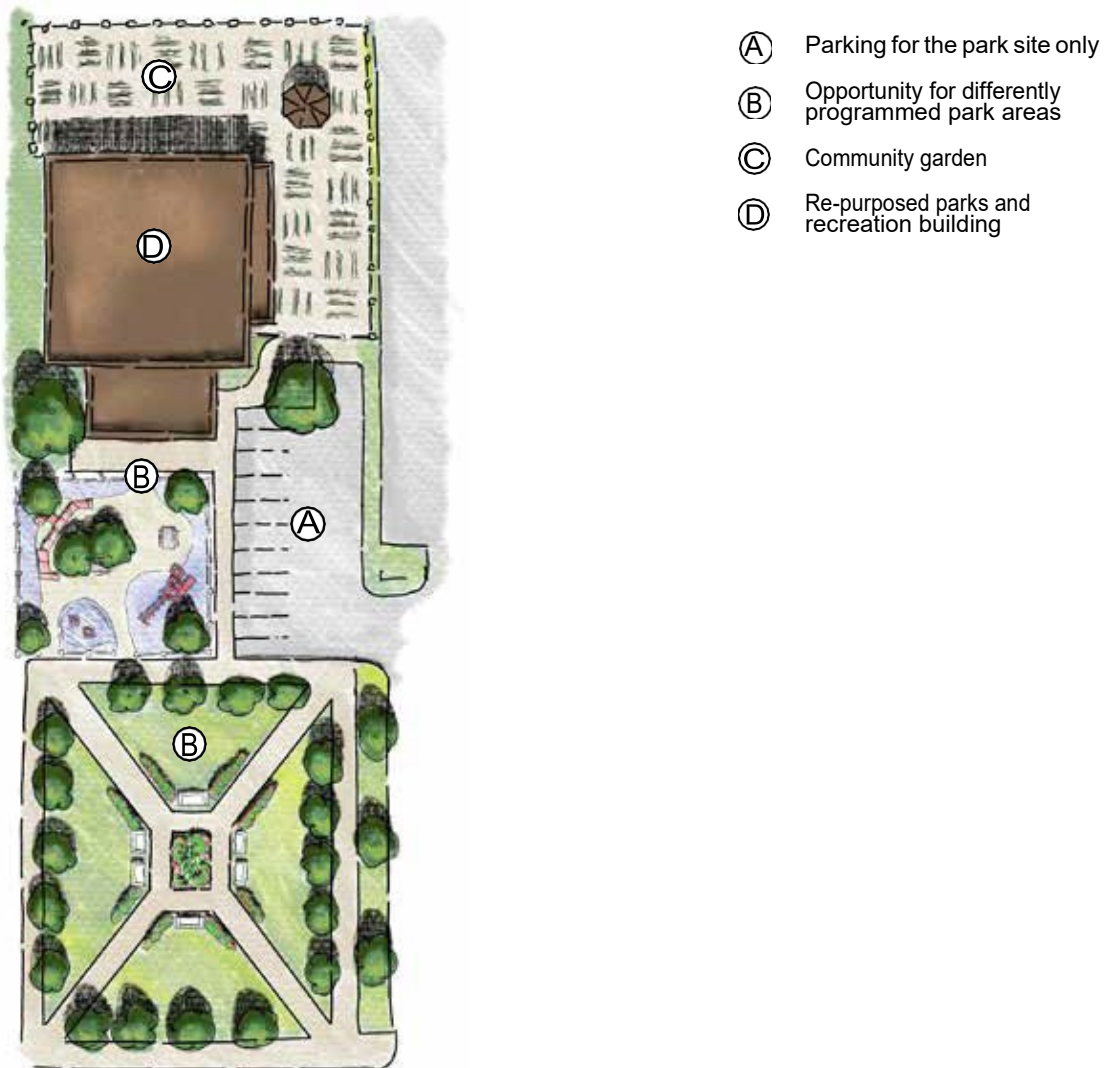 C
D
B
A
B
A Parking for the park site only
B Opportunity for differently
programmed park areas
C Community garden
D Re-purposed parks and
recreation building